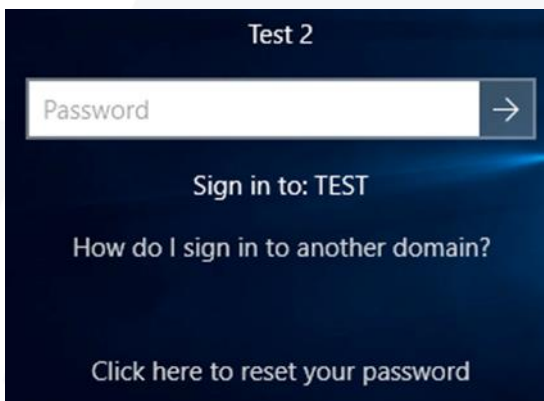 Test 2
Password
Sign in to: TEST
How do I sign in to another domain?
Click here to reset your password